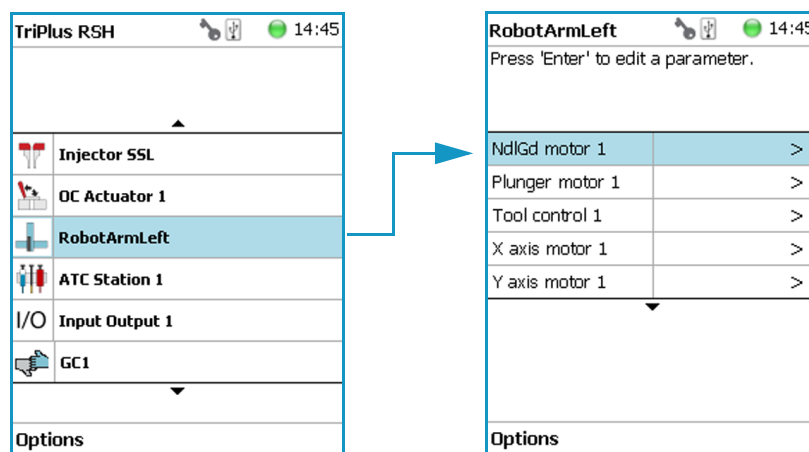 TriPlus RSH 14:45
Injector SSL
OC Actuator 1
RobotArmLeft
ATC Station 1
I/O Input Output 1
GC1
Options
RobotArmLeft 14:45
Press 'Enter' to edit a parameter.
NdlGd motor 1 >
Plunger motor 1 >
Tool control 1 >
X axis motor 1 >
Y axis motor 1 >
Options